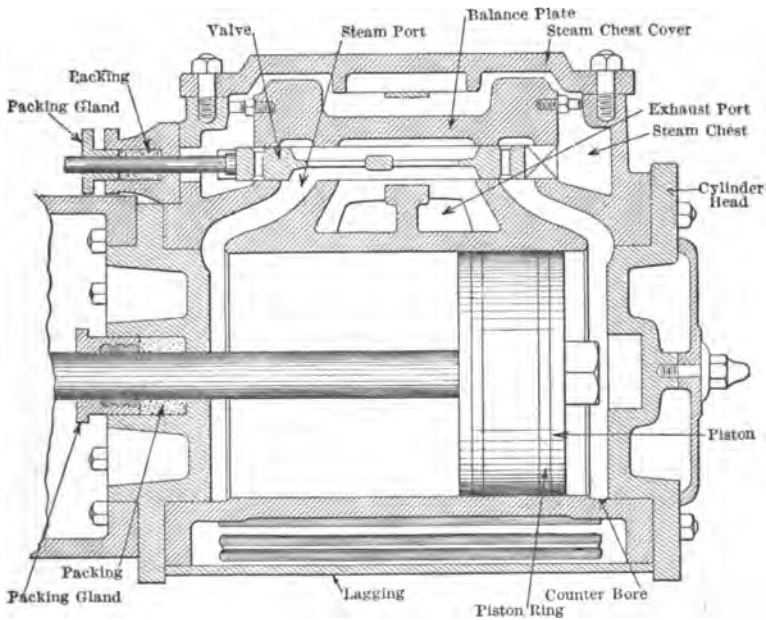 Balance Plate
Valve
Steam Port
Steam Chest Cover
Packing
Packing Gland
Exhaust Port
Steam Chest
Cylinder
Head
Piston
Packing
Packing Gland
Lagging
Counter Bore
Piston Ring